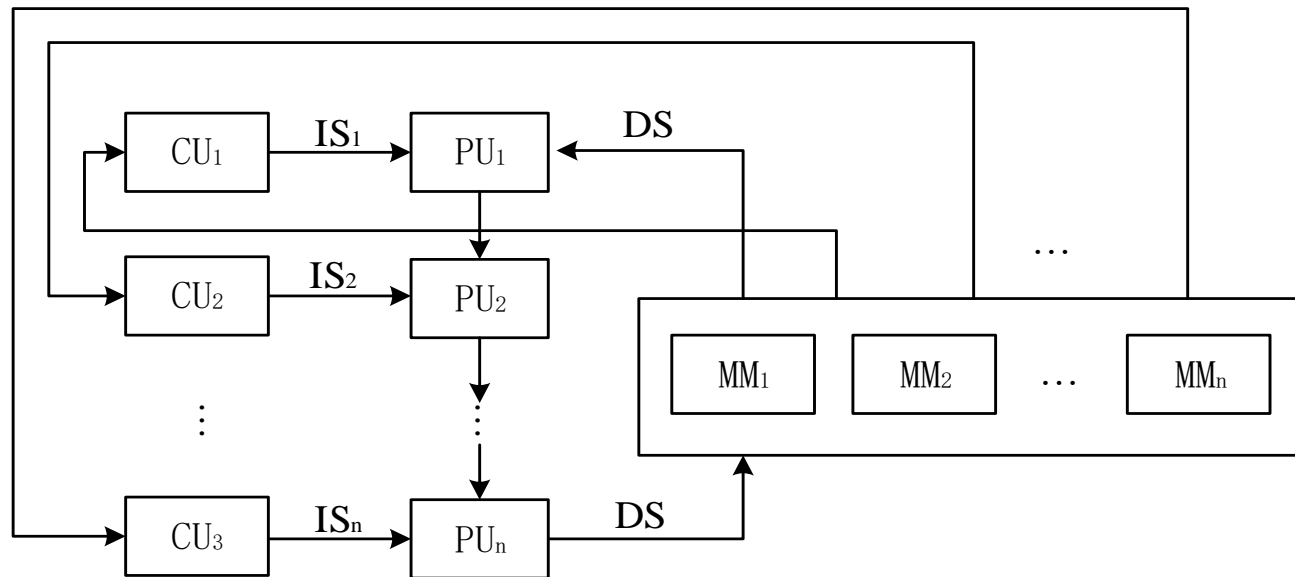 CU₁ IS₁ PU₁ DS
…
CU₂ IS₂ PU₂
MM₁ MM₂ … MMₙ
⋮ ⋮
CU₃ ISₙ PUₙ DS